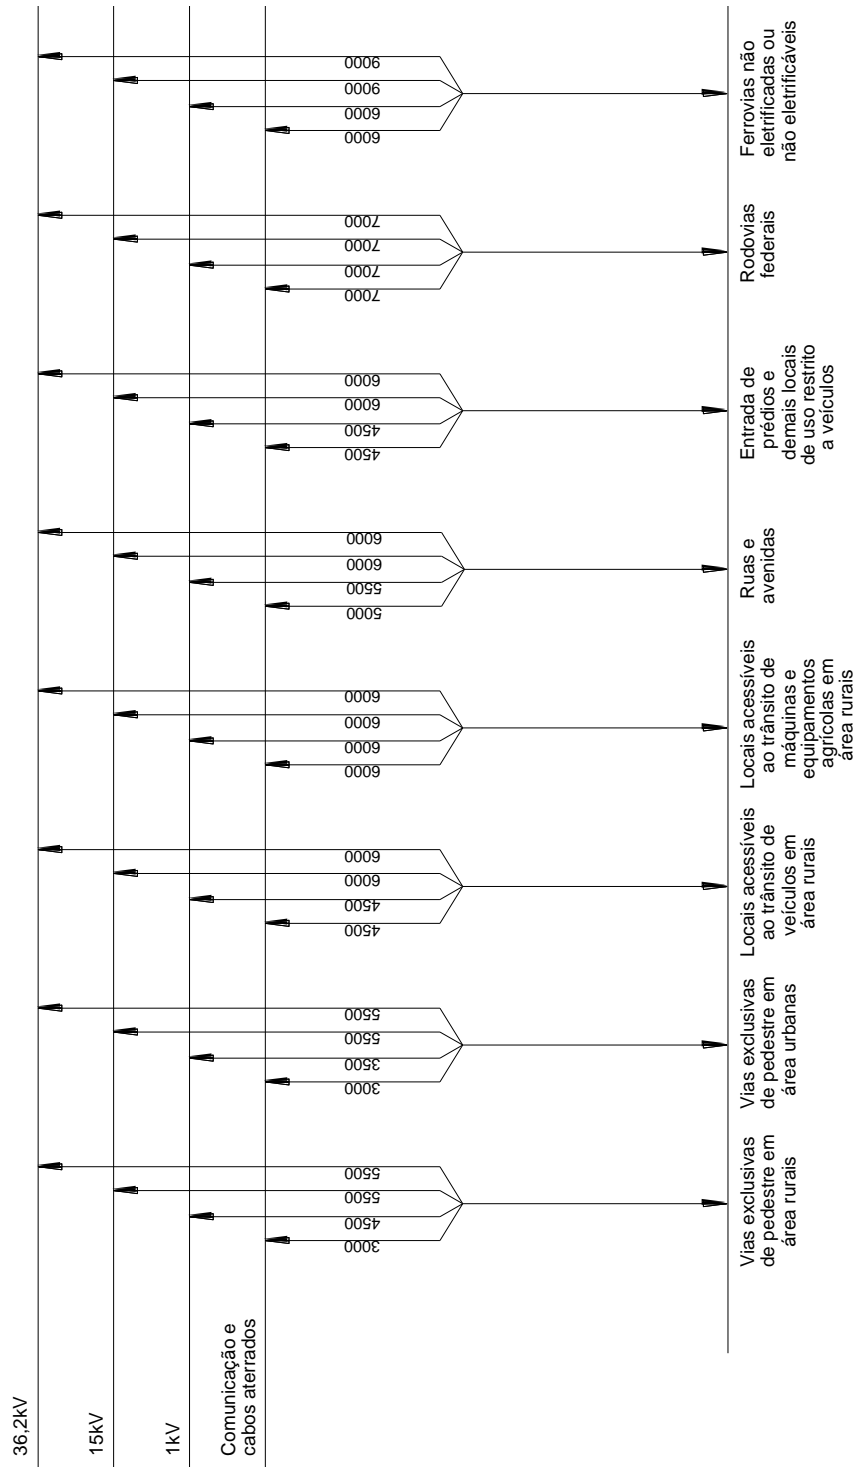 36,2kV
15kV
1kV
Comunicação e
cabos aterrados
5500
5500
4500
3000
Vias exclusivas
de pedestre em
área rurais
5500
5500
3500
3000
Vias exclusivas
de pedestre em
área urbanas
6000
6000
4500
4500
Locais acessíveis
ao trânsito de
veículos em
área rurais
6000
6000
6000
6000
Locais acessíveis
ao trânsito de
máquinas e
equipamentos
agrícolas em
área rurais
6000
6000
5500
5000
Ruas e
avenidas
6000
6000
4500
4500
Entrada de
prédios e
demais locais
de uso restrito
a veículos
7000
7000
7000
7000
Rodovias
federais
9000
9000
6000
6000
Ferrovias não
eletrificadas ou
não eletrificáveis